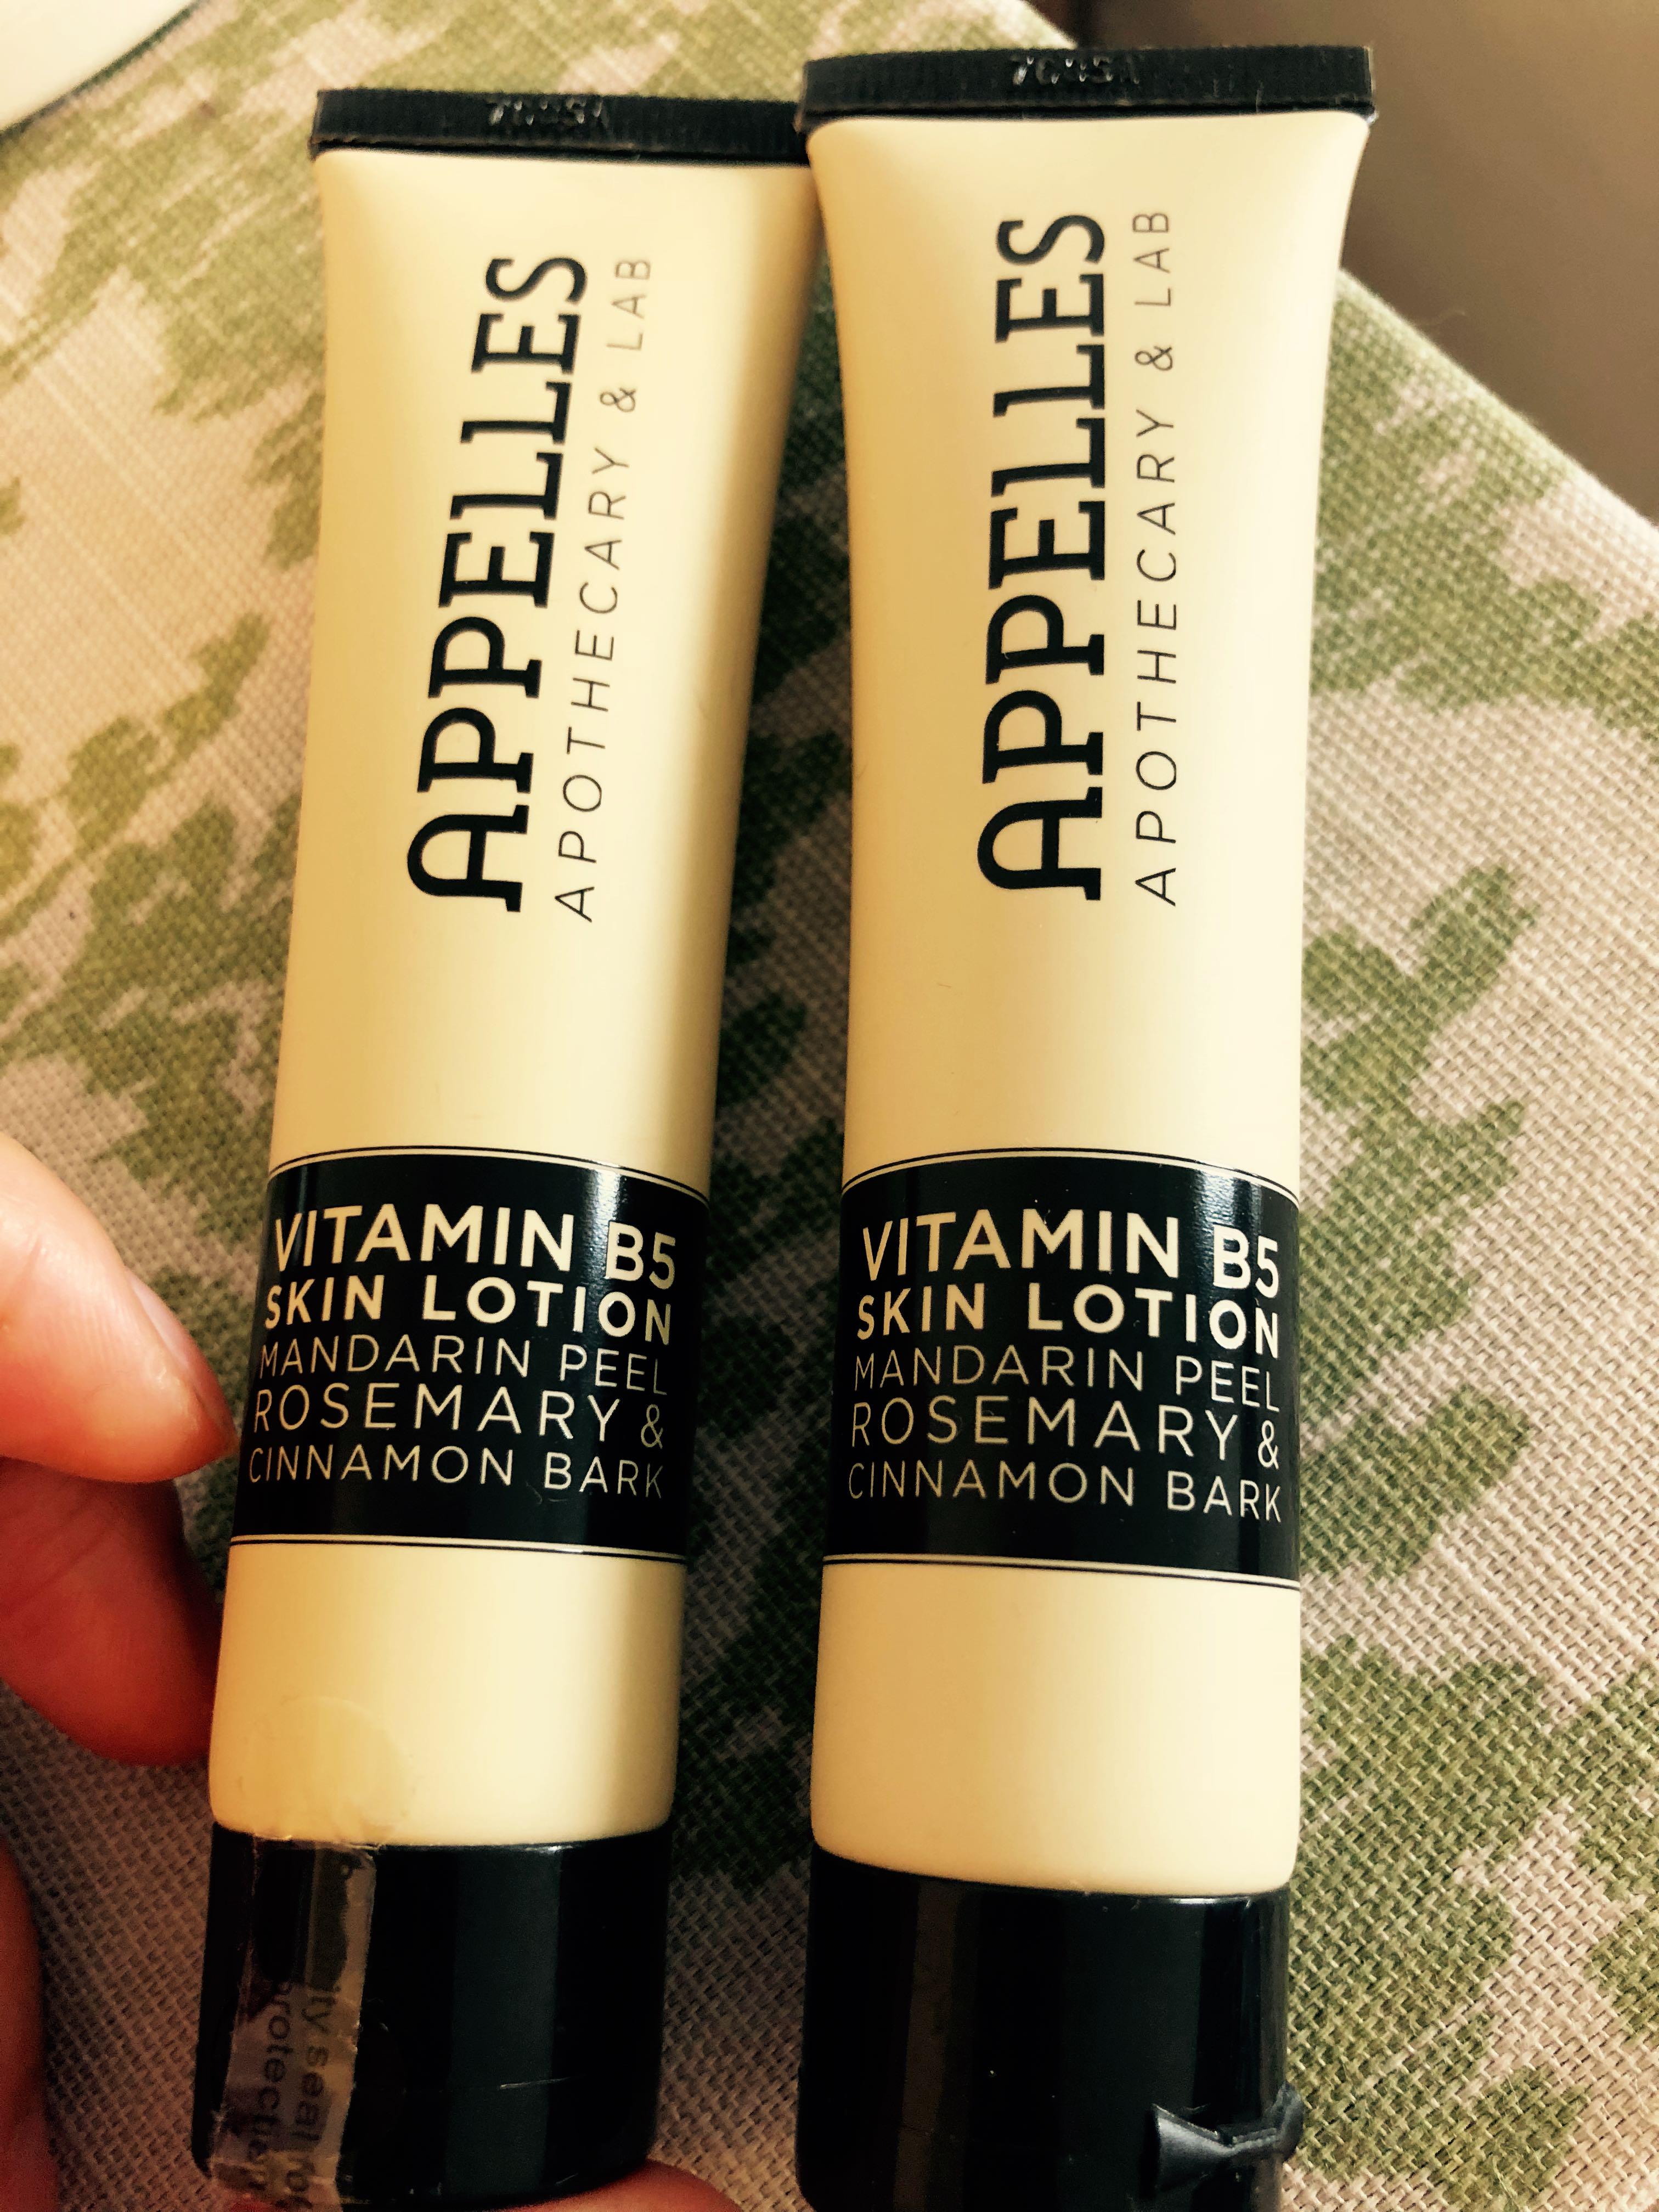 APPELLES
APOTHECARY & LAB
VITAMIN B5
SKIN LOTION
MANDARIN PEEL
ROSEMARY &
CINNAMON BARK
APPELLES
APOTHECARY & LAB
VITAMIN B5
SKIN LOTION
MANDARIN PEEL
ROSEMARY &
CINNAMON BARK